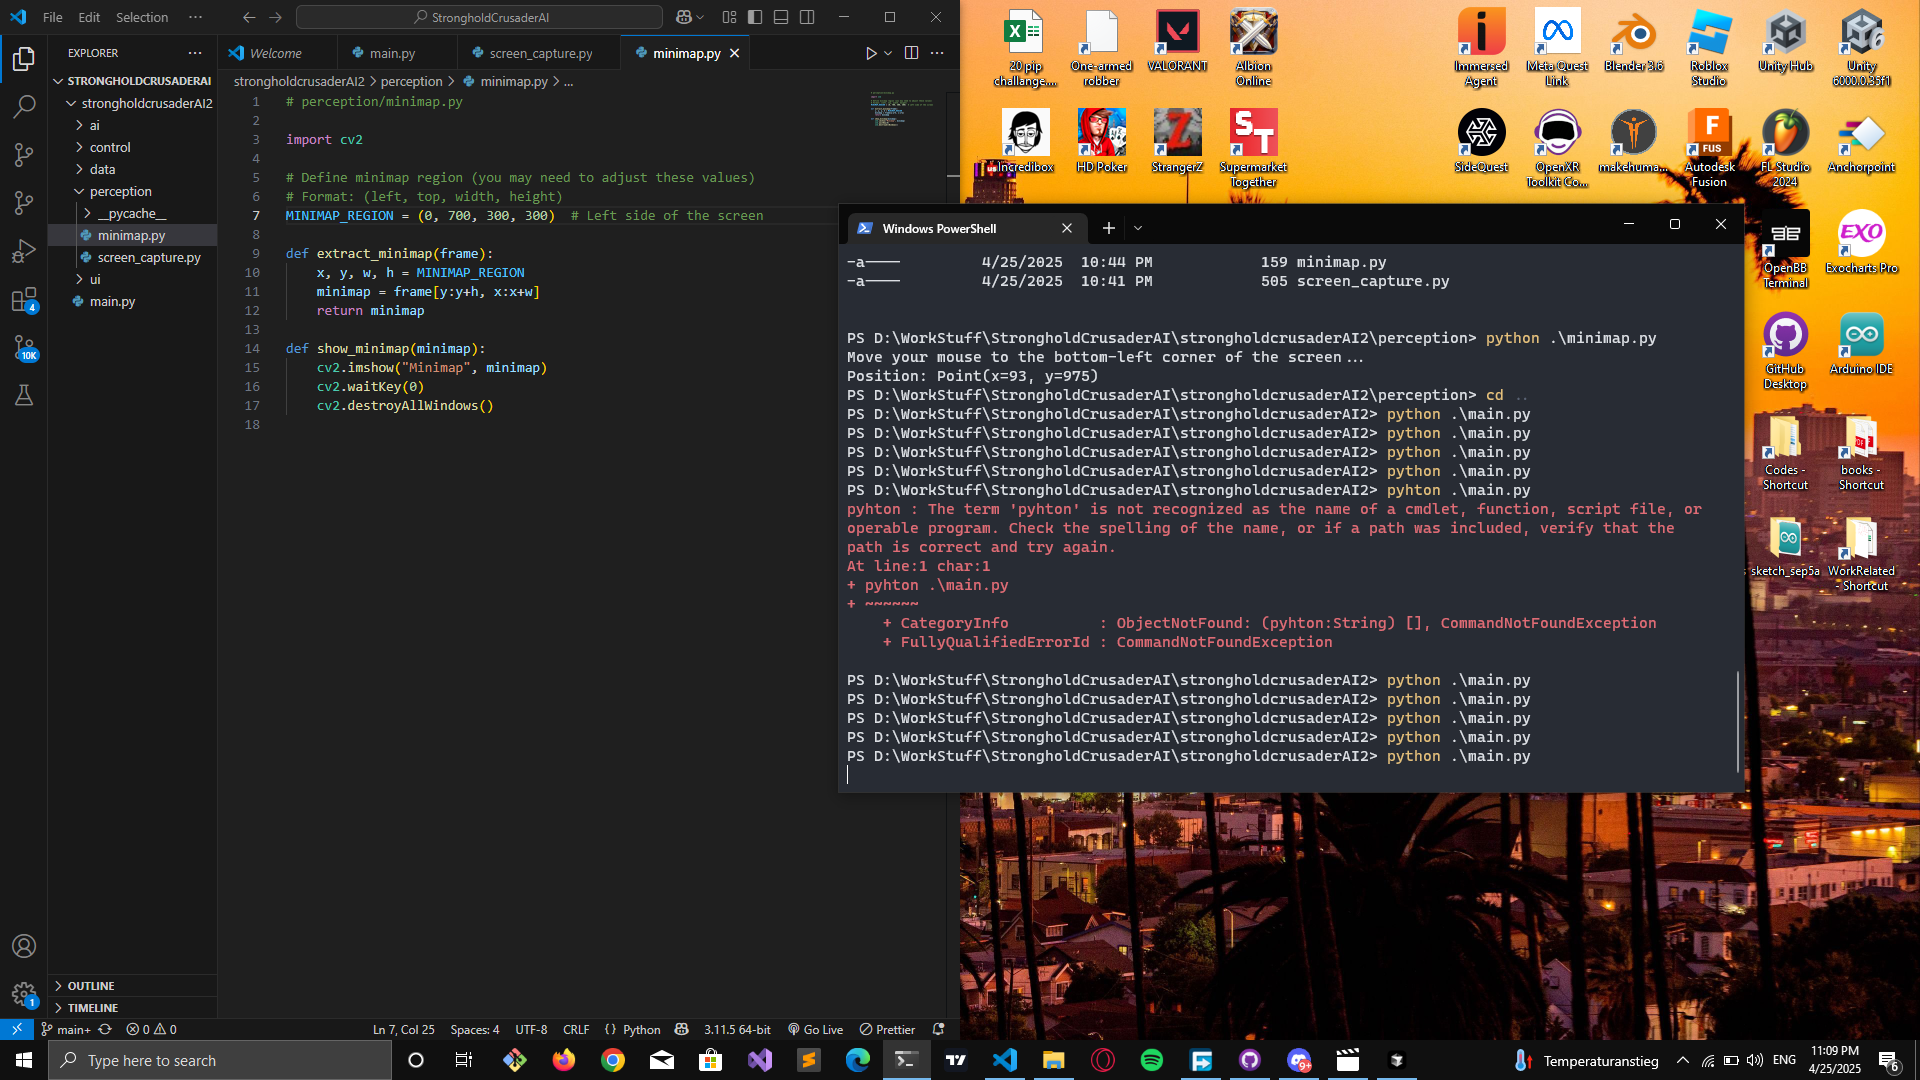 File Edit Selection ···
StrongholdCrusaderAI
EXPLORER
Welcome
main.py
screen_capture.py
minimap.py
STRONGHOLDCRUSADERAI
strongholdcrusaderAI2
ai
control
data
perception
__pycache__
minimap.py
screen_capture.py
ui
main.py
OUTLINE
TIMELINE
4
10K
1
strongholdcrusaderAI2 > perception > minimap.py > ...
1 # perception/minimap.py
2
3 import cv2
4
5 # Define minimap region (you may need to adjust these values)
6 # Format: (left, top, width, height)
7 MINIMAP_REGION = (0, 700, 300, 300)  # Left side of the screen
8
9 def extract_minimap(frame):
10     x, y, w, h = MINIMAP_REGION
11     minimap = frame[y:y+h, x:x+w]
12     return minimap
13
14 def show_minimap(minimap):
15     cv2.imshow("Minimap", minimap)
16     cv2.waitKey(0)
17     cv2.destroyAllWindows()
18
main+ 0 0 Ln 7, Col 25 Spaces: 4 UTF-8 CRLF {} Python 3.11.5 64-bit Go Live Prettier
Windows PowerShell
-a---- 4/25/2025 10:44 PM 159 minimap.py
-a---- 4/25/2025 10:41 PM 505 screen_capture.py
PS D:\WorkStuff\StrongholdCrusaderAI\strongholdcrusaderAI2\perception> python .\minimap.py
Move your mouse to the bottom-left corner of the screen...
Position: Point(x=93, y=975)
PS D:\WorkStuff\StrongholdCrusaderAI\strongholdcrusaderAI2\perception> cd ..
PS D:\WorkStuff\StrongholdCrusaderAI\strongholdcrusaderAI2> python .\main.py
PS D:\WorkStuff\StrongholdCrusaderAI\strongholdcrusaderAI2> python .\main.py
PS D:\WorkStuff\StrongholdCrusaderAI\strongholdcrusaderAI2> python .\main.py
PS D:\WorkStuff\StrongholdCrusaderAI\strongholdcrusaderAI2> python .\main.py
PS D:\WorkStuff\StrongholdCrusaderAI\strongholdcrusaderAI2> pyhton .\main.py
pyhton : The term 'pyhton' is not recognized as the name of a cmdlet, function, script file, or
operable program. Check the spelling of the name, or if a path was included, verify that the
path is correct and try again.
At line:1 char:1
+ pyhton .\main.py
+ ~~~~~~
+ CategoryInfo          : ObjectNotFound: (pyhton:String) [], CommandNotFoundException
+ FullyQualifiedErrorId : CommandNotFoundException
PS D:\WorkStuff\StrongholdCrusaderAI\strongholdcrusaderAI2> python .\main.py
PS D:\WorkStuff\StrongholdCrusaderAI\strongholdcrusaderAI2> python .\main.py
PS D:\WorkStuff\StrongholdCrusaderAI\strongholdcrusaderAI2> python .\main.py
PS D:\WorkStuff\StrongholdCrusaderAI\strongholdcrusaderAI2> python .\main.py
PS D:\WorkStuff\StrongholdCrusaderAI\strongholdcrusaderAI2> python .\main.py
20 pip
challange....
One-armed
robber
VALORANT
Albion
Online
Immersed
Agent
Meta Quest
Link
Blender 3.6
Roblox
Studio
Unity Hub
Unity
6000.0.35f1
Incredibox
HD Poker
StrangerZ
Supermarket
Together
SideQuest
OpenXR
Toolkit Co...
makehuma...
Autodesk
Fusion
FL Studio
2024
Anchorpoint
OpenBB
Terminal
EXO
Exocharts Pro
GitHub
Desktop
Arduino IDE
Codes -
Shortcut
books -
Shortcut
sketch_sep5a
WorkRelated
- Shortcut
Type here to search
9+
Temperaturanstieg
ENG
11:09 PM
4/25/2025
6